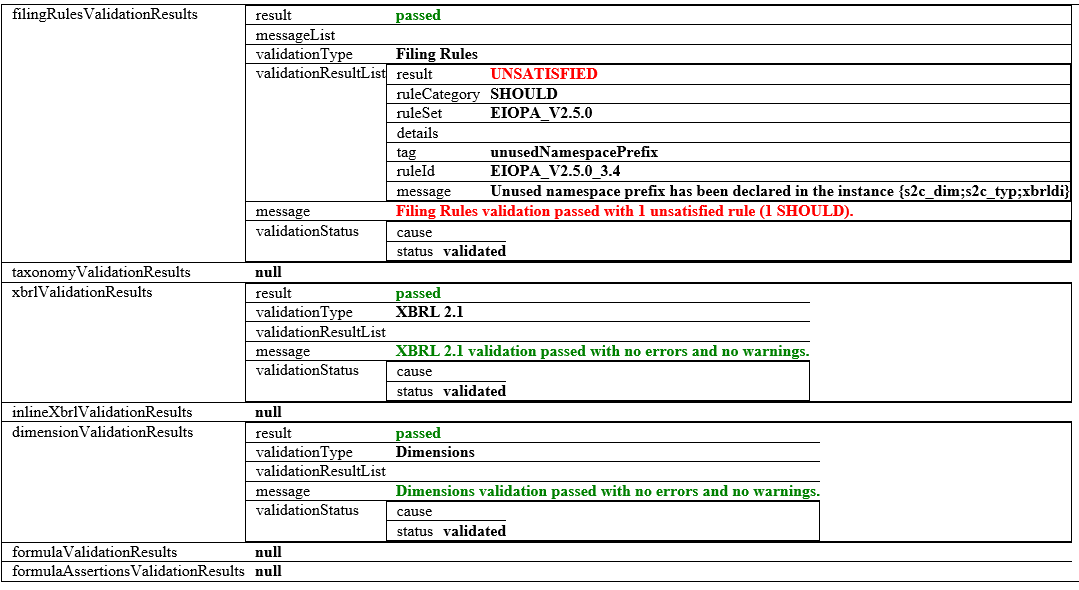 filingRulesValidationResults result passed
messageList
validationType Filing Rules
validationResultList result UNSATISFIED
ruleCategory SHOULD
ruleSet EIOPA_V2.5.0
details
tag unusedNamespacePrefix
ruleId EIOPA_V2.5.0_3.4
message Unused namespace prefix has been declared in the instance {s2c_dim;s2c_typ;xbrldi}
message Filing Rules validation passed with 1 unsatisfied rule (1 SHOULD).
validationStatus cause
status validated
taxonomyValidationResults null
xbrlValidationResults result passed
validationType XBRL 2.1
validationResultList
message XBRL 2.1 validation passed with no errors and no warnings.
validationStatus cause
status validated
inlineXbrlValidationResults null
dimensionValidationResults result passed
validationType Dimensions
validationResultList
message Dimensions validation passed with no errors and no warnings.
validationStatus cause
status validated
formulaValidationResults null
formulaAssertionsValidationResults null